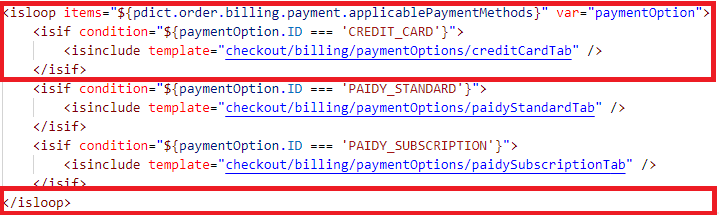 <isloop items="${pdict.order.billing.payment.applicablePaymentMethods}" var="paymentOption">
    <isif condition="${paymentOption.ID === 'CREDIT_CARD'}">
        <isinclude template="checkout/billing/paymentOptions/creditCardTab" />
    </isif>
    <isif condition="${paymentOption.ID === 'PAIDY_STANDARD'}">
        <isinclude template="checkout/billing/paymentOptions/paidyStandardTab" />
    </isif>
    <isif condition="${paymentOption.ID === 'PAIDY_SUBSCRIPTION'}">
        <isinclude template="checkout/billing/paymentOptions/paidySubscriptionTab" />
    </isif>
</isloop>